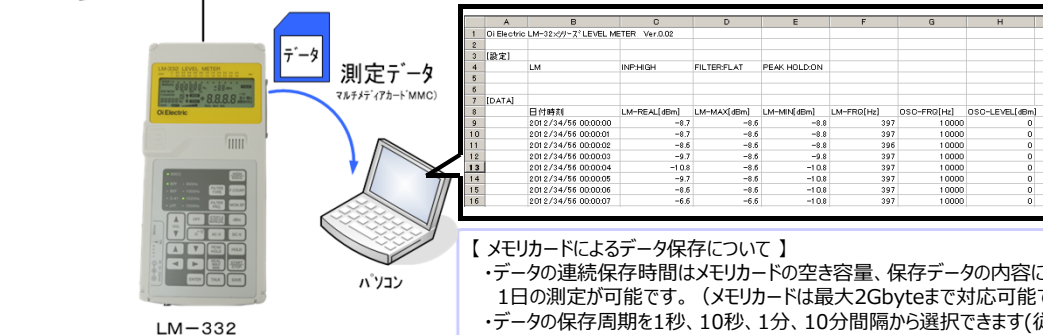 データ
測定データ
マルチメディアカード(MMC)
LM-332 LEVEL METER
Oi Electric
パソコン
LM－332
A B C D E F G H
1 Oi Electric LM-32xシリーズ LEVEL METER Ver.0.02
2
3 [設定]
4 LM INP:HIGH FILTER:FLAT PEAK HOLD:ON
5
6
7 [DATA]
8 日付時刻 LM-REAL[dBm] LM-MAX[dBm] LM-MIN[dBm] LM-FRQ[Hz] OSC-FRQ[Hz] OSC-LEVEL[dBm]
9 2012/34/56 00:00:00 -8.7 -8.6 -8.8 397 10000 0
10 2012/34/56 00:00:01 -8.7 -8.6 -8.8 397 10000 0
11 2012/34/56 00:00:02 -8.6 -8.6 -8.8 396 10000 0
12 2012/34/56 00:00:03 -9.7 -8.6 -9.8 397 10000 0
13 2012/34/56 00:00:04 -10.8 -8.6 -10.8 397 10000 0
14 2012/34/56 00:00:05 -9.7 -8.6 -10.8 397 10000 0
15 2012/34/56 00:00:06 -8.6 -8.6 -10.8 397 10000 0
16 2012/34/56 00:00:07 -6.6 -6.6 -10.8 397 10000 0
【 メモリカードによるデータ保存について 】
・データの連続保存時間はメモリカードの空き容量、保存データの内容に
1日の測定が可能です。（メモリカードは最大2Gbyteまで対応可能で
・データの保存周期を1秒、10秒、1分、10分間隔から選択できます(従